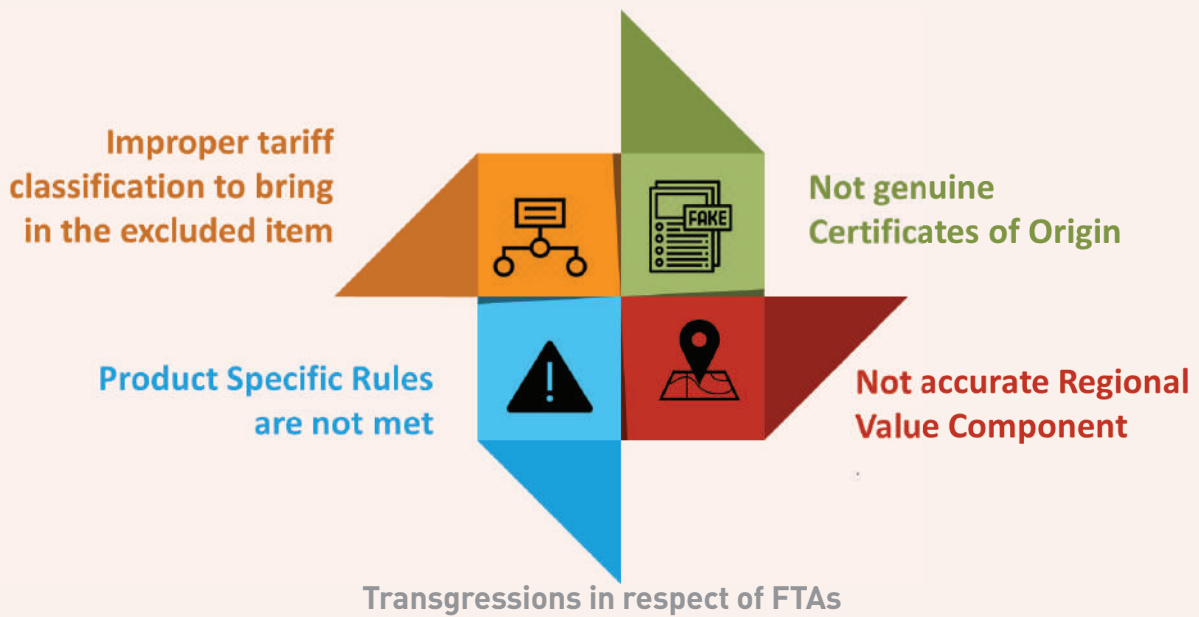 Improper tariff
classification to bring
in the excluded item
FAKE
Not genuine
Certificates of Origin
Product Specific Rules
are not met
Not accurate Regional
Value Component
Transgressions in respect of FTAs